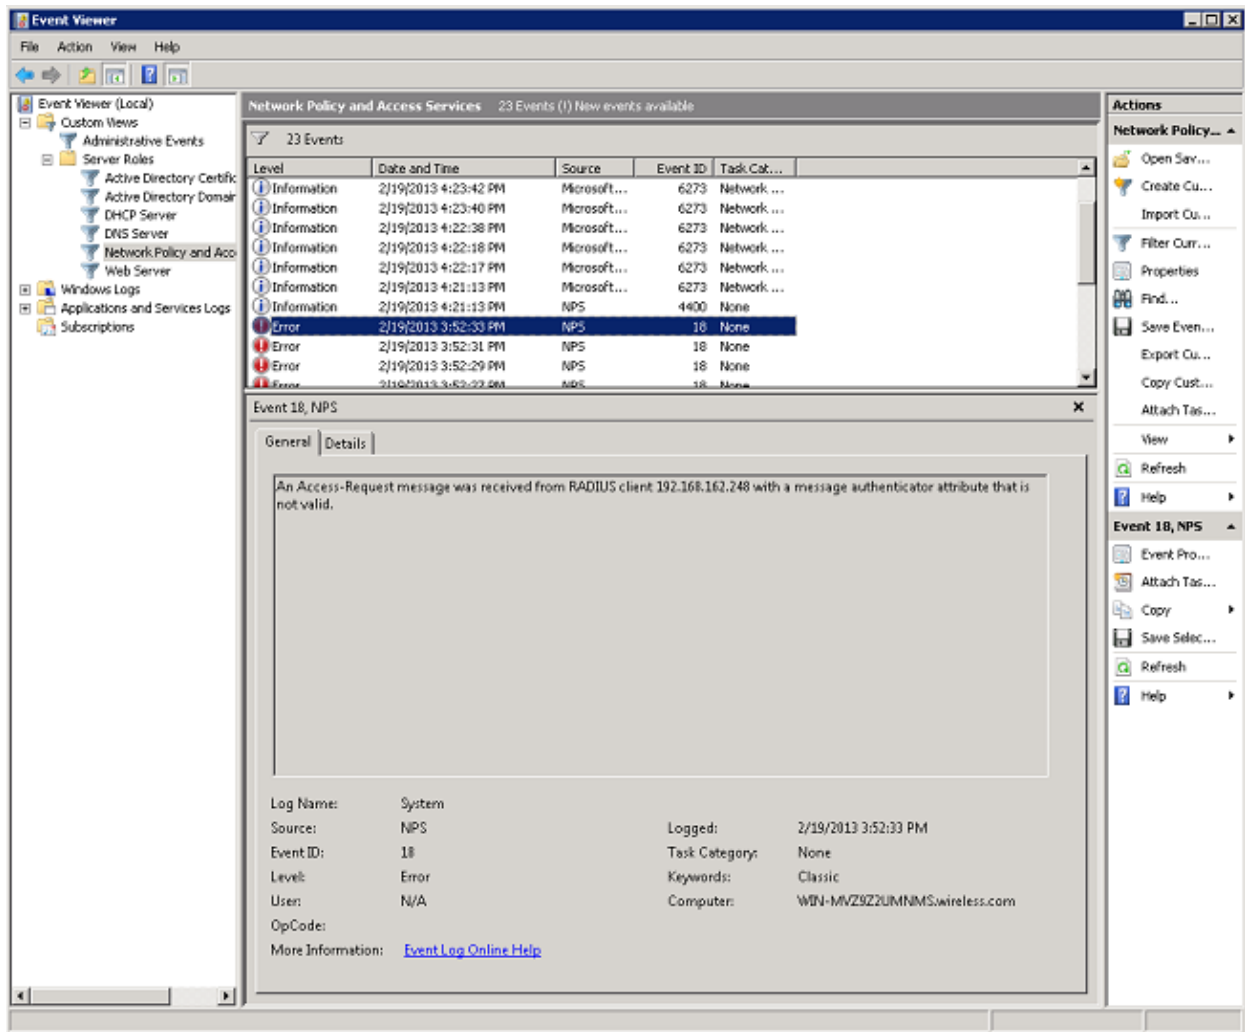 Event Viewer
File Action View Help
Event Viewer (Local)
Custom Views
Administrative Events
Server Roles
Active Directory Certific
Active Directory Domair
DHCP Server
DNS Server
Network Policy and Acc
Web Server
Windows Logs
Applications and Services Logs
Subscriptions
Network Policy and Access Services 23 Events (!) New events available
23 Events
Level Date and Time Source Event ID Task Cat...
Information 2/19/2013 4:23:42 PM Microsoft... 6273 Network ...
Information 2/19/2013 4:23:40 PM Microsoft... 6273 Network ...
Information 2/19/2013 4:22:38 PM Microsoft... 6273 Network ...
Information 2/19/2013 4:22:18 PM Microsoft... 6273 Network ...
Information 2/19/2013 4:22:17 PM Microsoft... 6273 Network ...
Information 2/19/2013 4:21:13 PM Microsoft... 6273 Network ...
Information 2/19/2013 4:21:13 PM NPS 4400 None
Error 2/19/2013 3:52:33 PM NPS 18 None
Error 2/19/2013 3:52:31 PM NPS 18 None
Error 2/19/2013 3:52:29 PM NPS 18 None
Error 2/19/2013 3:52:27 PM NPS 18 None
Event 18, NPS
General Details
An Access-Request message was received from RADIUS client 192.168.162.248 with a message authenticator attribute that is
not valid.
Log Name: System
Source: NPS Logged: 2/19/2013 3:52:33 PM
Event ID: 18 Task Category: None
Level: Error Keywords: Classic
User: N/A Computer: WIN-MVZ9Z2UMNMS.wireless.com
OpCode:
More Information: Event Log Online Help
Actions
Network Policy...
Open Sav...
Create Cu...
Import Cu...
Filter Curr...
Properties
Find...
Save Even...
Export Cu...
Copy Cust...
Attach Tas...
View
Refresh
Help
Event 18, NPS
Event Pro...
Attach Tas...
Copy
Save Selec...
Refresh
Help